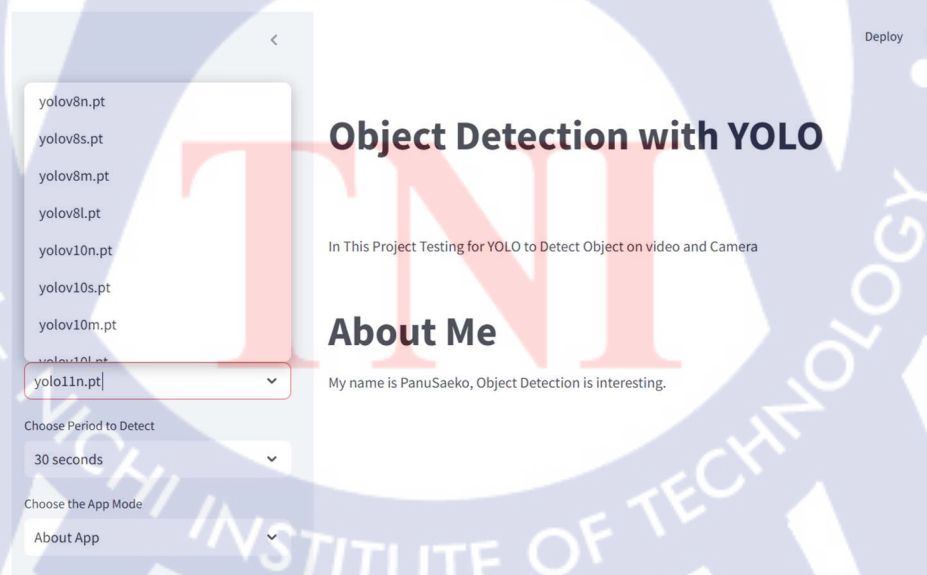 Deploy
yolov8n.pt
yolov8s.pt
yolov8m.pt
yolov8l.pt
yolov10n.pt
yolov10s.pt
yolov10m.pt
yolov10l.pt
yolo11n.pt
Choose Period to Detect
30 seconds
Choose the App Mode
About App
Object Detection with YOLO
In This Project Testing for YOLO to Detect Object on video and Camera
About Me
My name is PanuSaeko, Object Detection is interesting.
TNI
NICHI INSTITUTE OF TECHNOLOGY